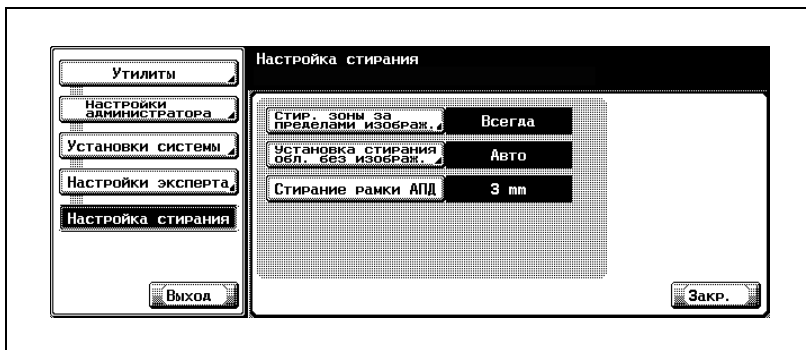 Утилиты
Настройки
администратора
Установки системы
Настройки эксперта
Настройка стирания
Выход
Настройка стирания
Стир. зоны за
пределами изображ.
Всегда
Установка стирания
обл. без изображ.
Авто
Стирание рамки АПД
3 mm
Закр.